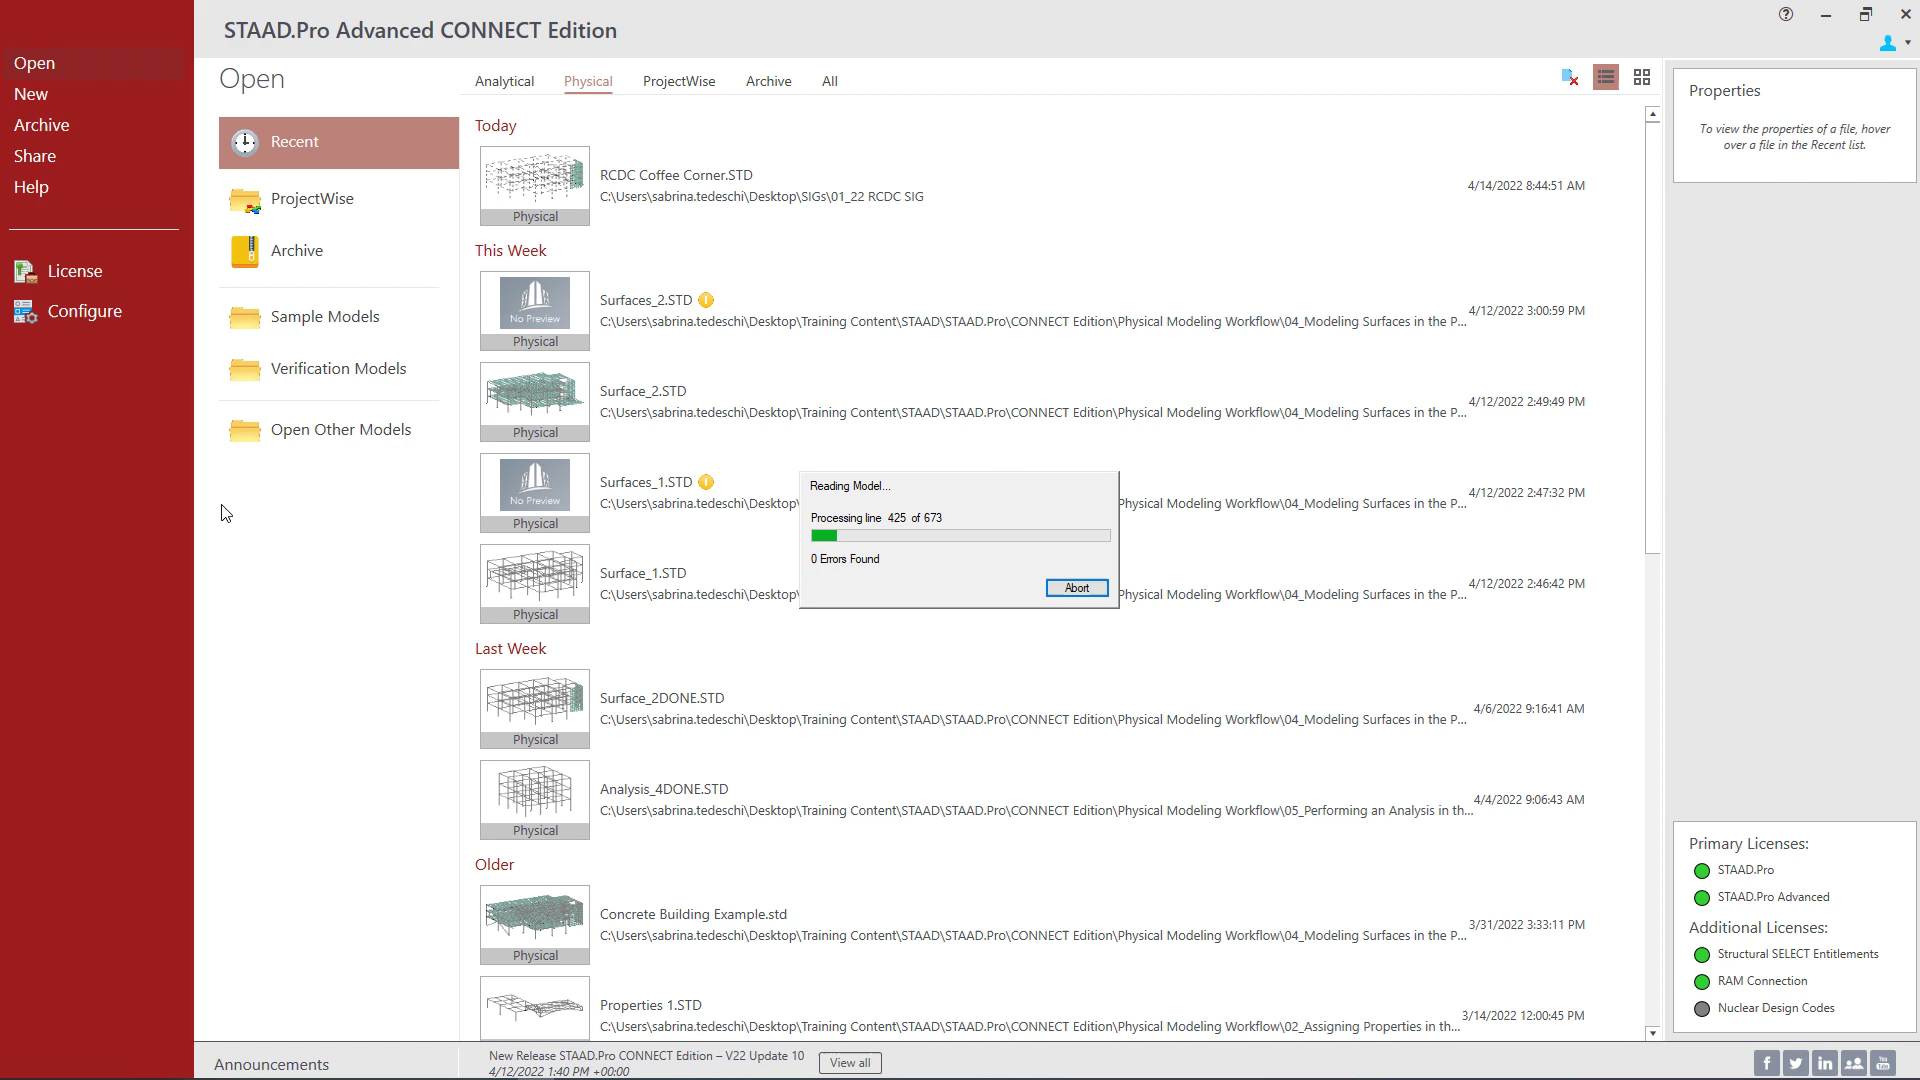 STAAD.Pro Advanced CONNECT Edition
Open
New
Archive
Share
Help
License
Configure
Open
Recent
ProjectWise
Archive
Sample Models
Verification Models
Open Other Models
Analytical
Physical
ProjectWise
Archive
All
Today
Physical
RCDC Coffee Corner.STD
C:\Users\sabrina.tedeschi\Desktop\SIGs\01_22 RCDC SIG
4/14/2022 8:44:51 AM
This Week
No Preview
Physical
Surfaces_2.STD
C:\Users\sabrina.tedeschi\Desktop\Training Content\STAAD\STAAD.Pro\CONNECT Edition\Physical Modeling Workflow\04_Modeling Surfaces in the P...
4/12/2022 3:00:59 PM
Physical
Surface_2.STD
C:\Users\sabrina.tedeschi\Desktop\Training Content\STAAD\STAAD.Pro\CONNECT Edition\Physical Modeling Workflow\04_Modeling Surfaces in the P...
4/12/2022 2:49:49 PM
No Preview
Physical
Surfaces_1.STD
C:\Users\sabrina.tedeschi\Desktop\
Physical Modeling Workflow\04_Modeling Surfaces in the P...
4/12/2022 2:47:32 PM
Physical
Surface_1.STD
C:\Users\sabrina.tedeschi\Desktop\
Physical Modeling Workflow\04_Modeling Surfaces in the P...
4/12/2022 2:46:42 PM
Reading Model...
Processing line 425 of 673
0 Errors Found
Abort
Last Week
Physical
Surface_2DONE.STD
C:\Users\sabrina.tedeschi\Desktop\Training Content\STAAD\STAAD.Pro\CONNECT Edition\Physical Modeling Workflow\04_Modeling Surfaces in the P...
4/6/2022 9:16:41 AM
Physical
Analysis_4DONE.STD
C:\Users\sabrina.tedeschi\Desktop\Training Content\STAAD\STAAD.Pro\CONNECT Edition\Physical Modeling Workflow\05_Performing an Analysis in th...
4/4/2022 9:06:43 AM
Older
Physical
Concrete Building Example.std
C:\Users\sabrina.tedeschi\Desktop\Training Content\STAAD\STAAD.Pro\CONNECT Edition\Physical Modeling Workflow\04_Modeling Surfaces in the P...
3/31/2022 3:33:11 PM
Properties 1.STD
C:\Users\sabrina.tedeschi\Desktop\Training Content\STAAD\STAAD.Pro\CONNECT Edition\Physical Modeling Workflow\02_Assigning Properties in th...
3/14/2022 12:00:45 PM
Properties
To view the properties of a file, hover
over a file in the Recent list.
Primary Licenses:
STAAD.Pro
STAAD.Pro Advanced
Additional Licenses:
Structural SELECT Entitlements
RAM Connection
Nuclear Design Codes
Announcements
New Release STAAD.Pro CONNECT Edition – V22 Update 10
4/12/2022 1:40 PM +00:00
View all